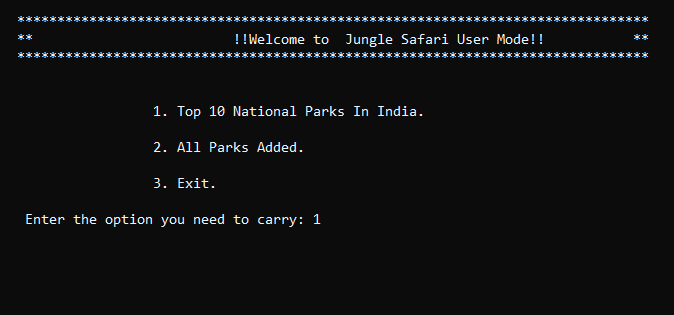 *******************************************************************************
**                         !!Welcome to  Jungle Safari User Mode!!           **
*******************************************************************************
1. Top 10 National Parks In India.
2. All Parks Added.
3. Exit.
Enter the option you need to carry: 1